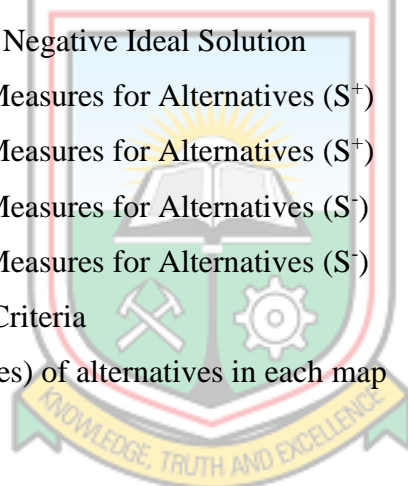 Negative Ideal Solution
Measures for Alternatives (S⁺)
Measures for Alternatives (S⁺)
Measures for Alternatives (S⁻)
Measures for Alternatives (S⁻)
Criteria
es) of alternatives in each map
KNOWLEDGE, TRUTH AND EXCELLENCE